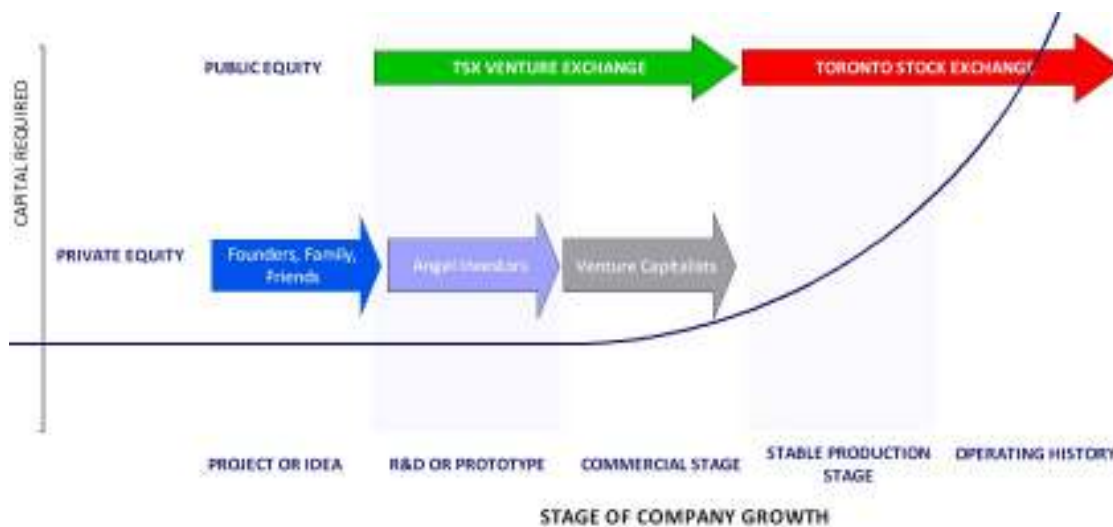 PUBLIC EQUITY
TSX VENTURE EXCHANGE
TORONTO STOCK EXCHANGE
CAPITAL REQUIRED
PRIVATE EQUITY
Founders, Family,
Friends
Angel Investors
Venture Capitalists
PROJECT OR IDEA
R&D OR PROTOTYPE
COMMERCIAL STAGE
STABLE PRODUCTION
STAGE
OPERATING HISTORY
STAGE OF COMPANY GROWTH